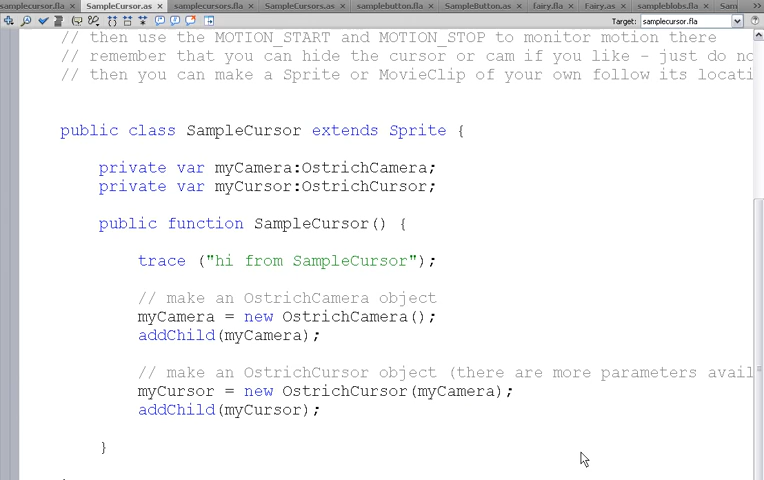 samplecursor.fla SampleCursor.as samplecursors.fla SampleCursors.as samplebutton.fla SampleButton.as fairy.fla Fairy.as sampleblobs.fla Sam
Target: samplecursor.fla
// then use the MOTION_START and MOTION_STOP to monitor motion there
// remember that you can hide the cursor or cam if you like - just do no
// then you can make a Sprite or MovieClip of your own follow its locati
public class SampleCursor extends Sprite {
private var myCamera:OstrichCamera;
private var myCursor:OstrichCursor;
public function SampleCursor() {
trace ("hi from SampleCursor");
// make an OstrichCamera object
myCamera = new OstrichCamera();
addChild(myCamera);
// make an OstrichCursor object (there are more parameters avail
myCursor = new OstrichCursor(myCamera);
addChild(myCursor);
}